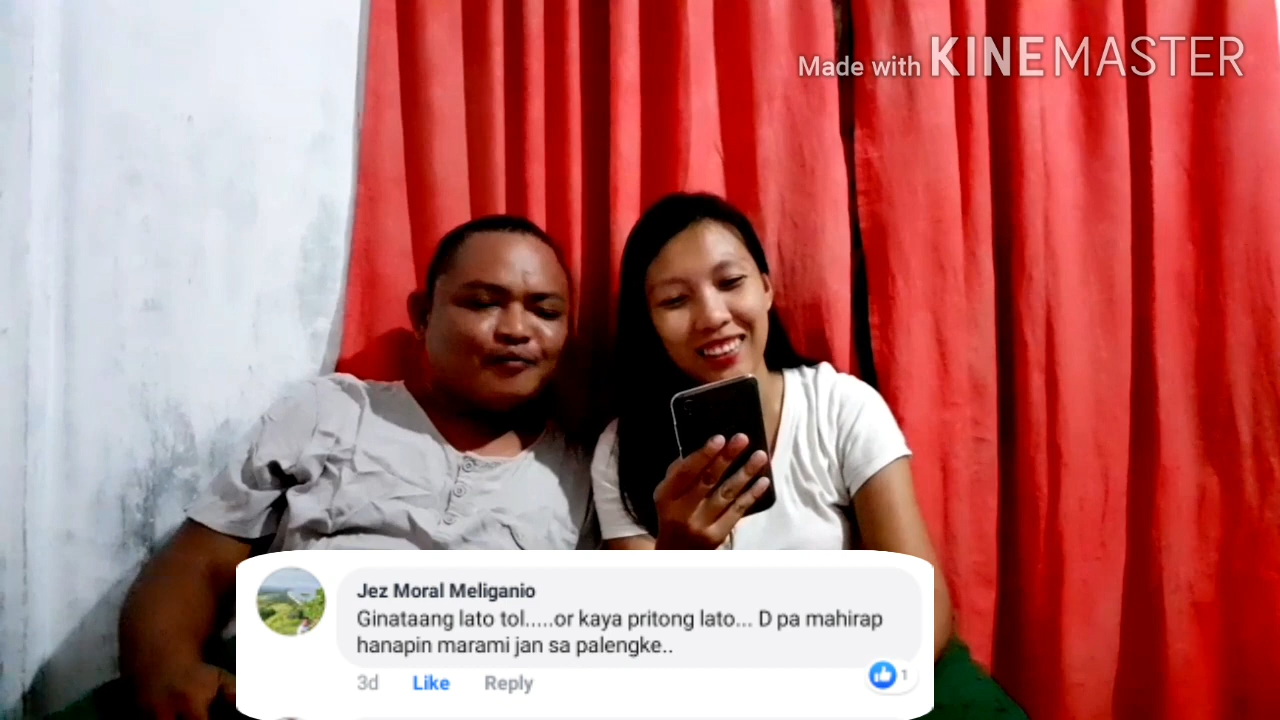 Made with KINEMASTER
Jez Moral Meliganio
Ginataang lato tol.....or kaya pritong lato... D pa mahirap
hanapin marami jan sa palengke..
3d Like Reply 1